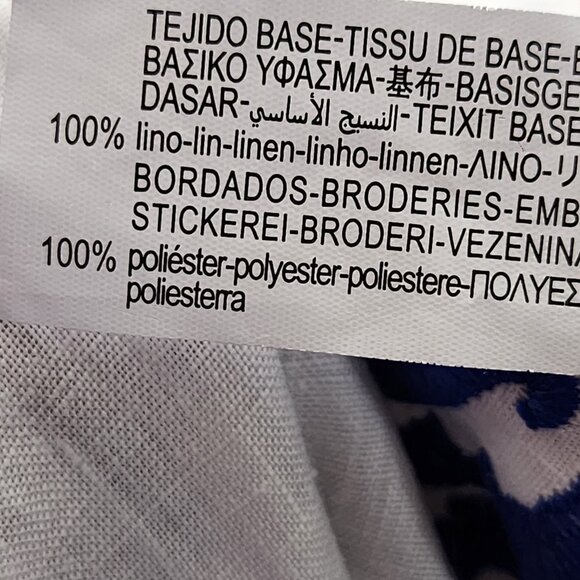 TEJIDO BASE-TISSU DE BASE-
ΒΑΣΙΚΟ ΥΦΑΣΜΑ-基布-BASISGE
DASAR-النسيج الأساسي-TEIXIT BASE
100% lino-lin-linen-linho-linnen-ΛΙΝΟ-リ
BORDADOS-BRODERIES-EMB
STICKEREI-BRODERI-VEZENINA
100% poliéster-polyester-poliestere-ΠΟΛΥΕΣ
poliesterra